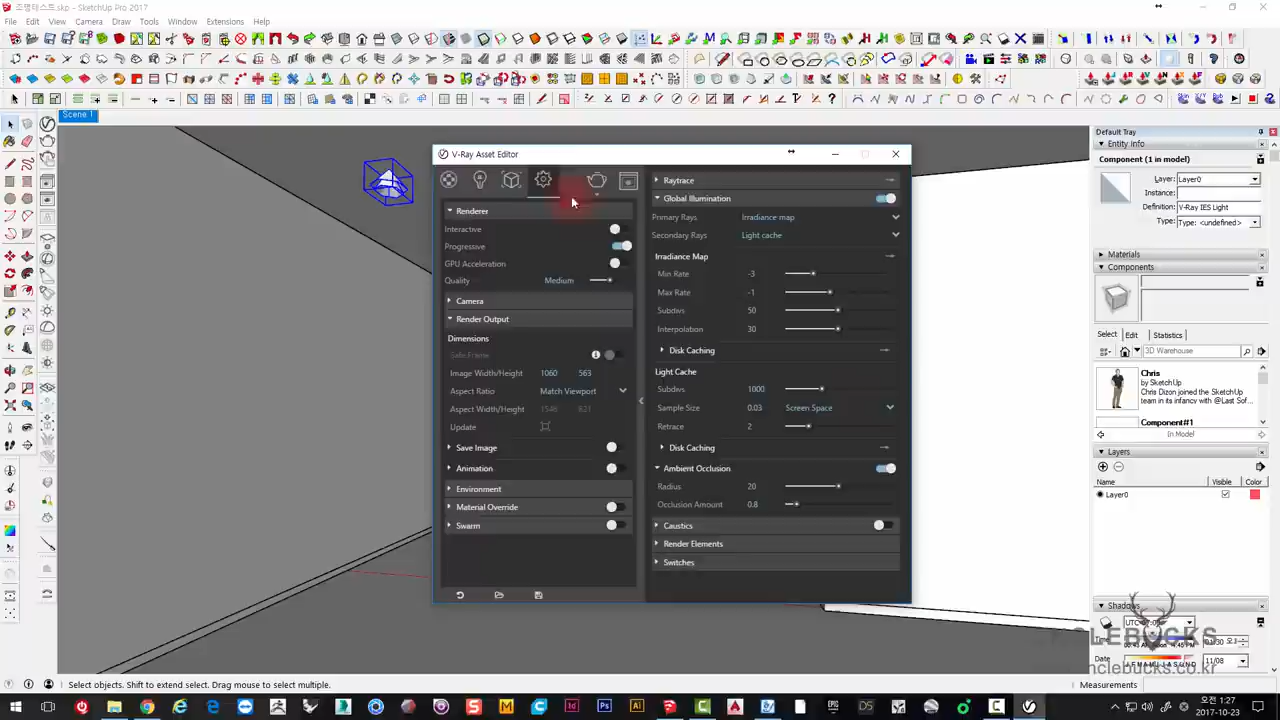 조명테스트.skp - SketchUp Pro 2017
File Edit View Camera Draw Tools Window Extensions Help
Scene 1
V-Ray Asset Editor
Renderer
Interactive
Progressive
GPU Acceleration
Quality Medium
Camera
Render Output
Dimensions
Safe Frame
Image Width/Height 1060 563
Aspect Ratio Match Viewport
Aspect Width/Height 1546 821
Update
Save Image
Animation
Environment
Material Override
Swarm
Raytrace
Global Illumination
Primary Rays Irradiance map
Secondary Rays Light cache
Irradiance Map
Min Rate -3
Max Rate -1
Subdivs 50
Interpolation 30
Disk Caching
Light Cache
Subdivs 1000
Sample Size 0.03 Screen Space
Retrace 2
Disk Caching
Ambient Occlusion
Radius 20
Occlusion Amount 0.8
Caustics
Render Elements
Switches
Default Tray
Entity Info
Component (1 in model)
Layer: Layer0
Instance:
Definition: V-Ray IES Light
Type: Type: <undefined>
Materials
Components
Select Edit Statistics
3D Warehouse
Chris
by SketchUp
Chris Dizon joined the SketchUp
team in its infancy with @Last Sof...
Component#1
In Model
Layers
Name Visible Color
Layer0
Shadows
Date 11/08
Select objects. Shift to extend select. Drag mouse to select multiple.
Measurements
오전 1:27
2017-10-23